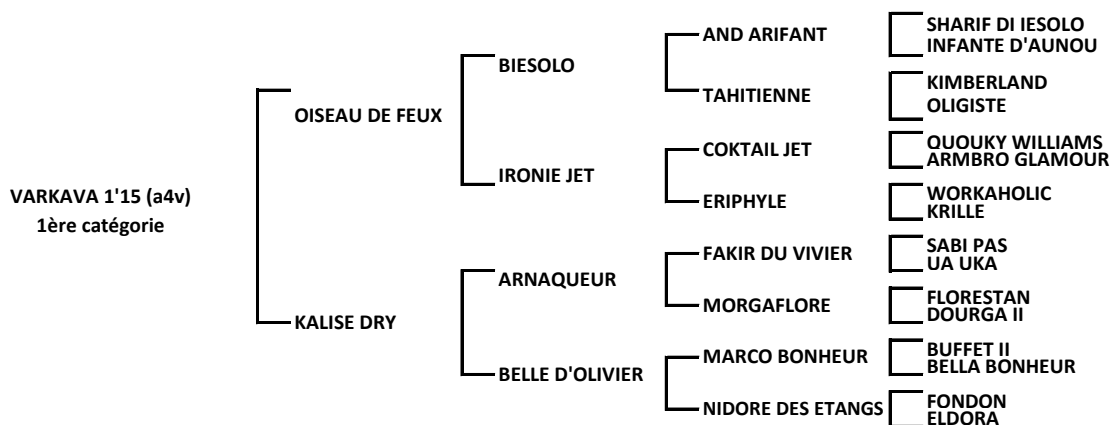 AND ARIFANT
SHARIF DI IESOLO
INFANTE D'AUNOU
BIESOLO
TAHITIENNE
KIMBERLAND
OLIGISTE
OISEAU DE FEUX
COKTAIL JET
QUOUKY WILLIAMS
ARMBRO GLAMOUR
IRONIE JET
ERIPHYLE
WORKAHOLIC
KRILLE
VARKAVA 1'15 (a4v)
1ère catégorie
FAKIR DU VIVIER
SABI PAS
UA UKA
ARNAQUEUR
MORGAFLORE
FLORESTAN
DOURGA II
KALISE DRY
MARCO BONHEUR
BUFFET II
BELLA BONHEUR
BELLE D'OLIVIER
NIDORE DES ETANGS
FONDON
ELDORA